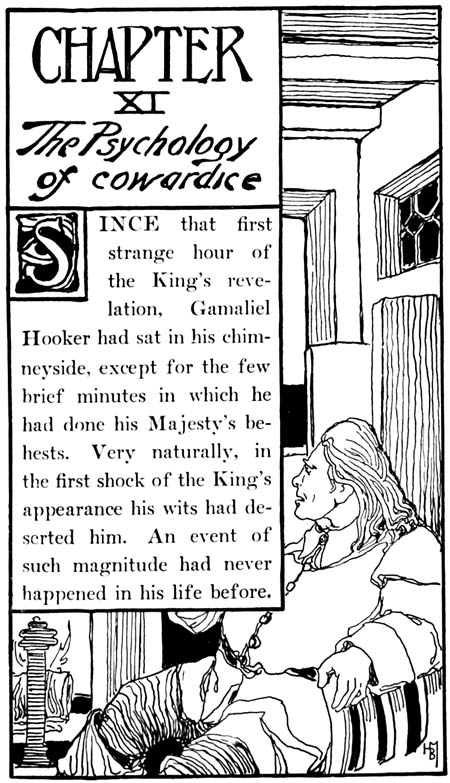 CHAPTER
XI
The Psychology
of cowardice
SINCE that first
strange hour of
the King's reve-
lation, Gamaliel
Hooker had sat in his chim-
neyside, except for the few
brief minutes in which he
had done his Majesty's be-
hests. Very naturally, in
the first shock of the King's
appearance his wits had de-
serted him. An event of
such magnitude had never
happened in his life before.